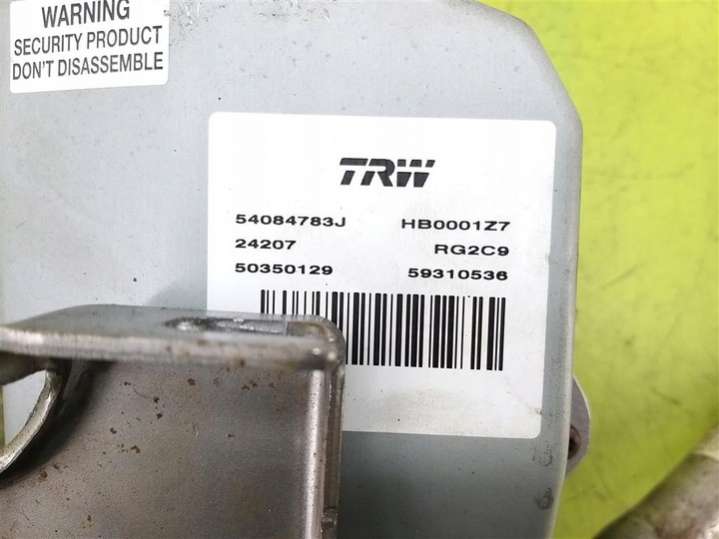 WARNING
SECURITY PRODUCT
DON'T DISASSEMBLE
TRW
54084783J HB0001Z7
24207 RG2C9
50350129 59310536